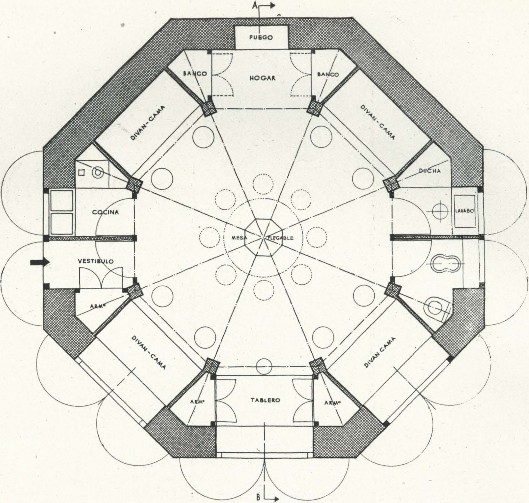 A
FUEGO
BANCO
HOGAR
BANCO
DIVAN-CAMA
DIVAN-CAMA
DUCHA
COCINA
LAVABO
MESA PLEGABLE
VESTIBULO
ARMº
DIVAN-CAMA
DIVAN CAMA
ARMº
TABLERO
ARMº
B